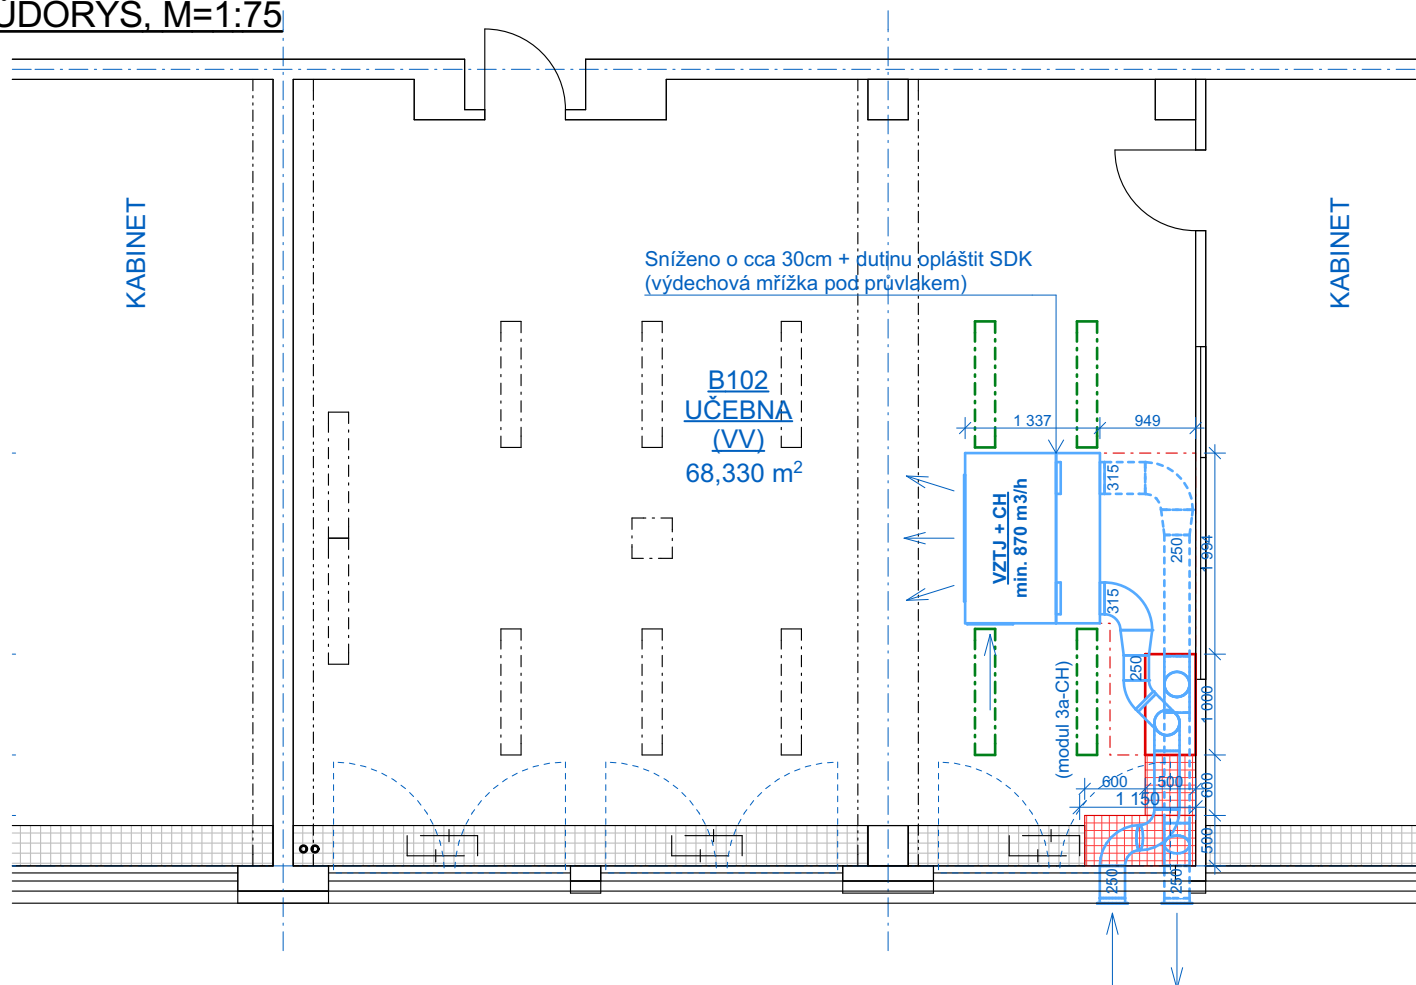 ŮDORYS, M=1:75
KABINET
KABINET
Sníženo o cca 30cm + dutinu opláštit SDK
(výdechová mřížka pod průvlakem)
B102
UČEBNA
(VV)
68,330 m²
1 337
949
315
VZTJ + CH
min. 870 m3/h
250
1 994
315
250
(modul 3a-CH)
1 000
600
500
600
1 150
500
250
250